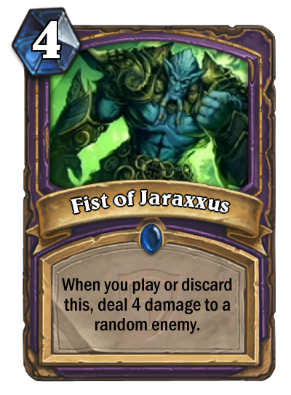 4
Fist of Jaraxxus
When you play or discard
this, deal 4 damage to a
random enemy.